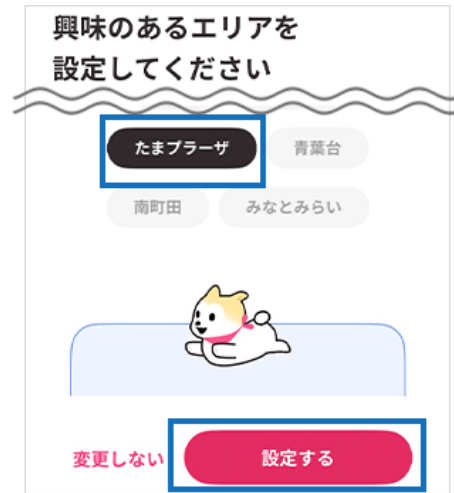 興味のあるエリアを
設定してください
たまプラーザ 青葉台
南町田 みなとみらい
変更しない 設定する